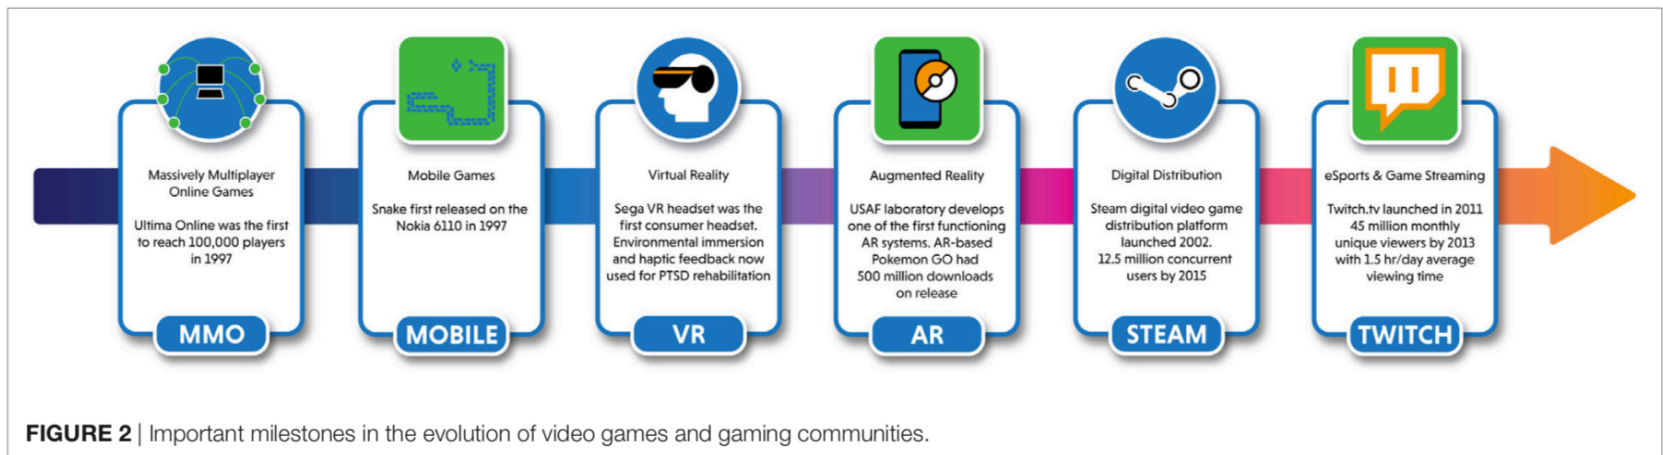 Massively Multiplayer
Online Games
Ultima Online was the first
to reach 100,000 players
in 1997
MMO
Mobile Games
Snake first released on the
Nokia 6110 in 1997
MOBILE
Virtual Reality
Sega VR headset was the
first consumer headset.
Environmental immersion
and haptic feedback now
used for PTSD rehabilitation
VR
Augmented Reality
USAF laboratory develops
one of the first functioning
AR systems. AR-based
Pokemon GO had
500 million downloads
on release
AR
Digital Distribution
Steam digital video game
distribution platform
launched 2002.
12.5 million concurrent
users by 2015
STEAM
eSports & Game Streaming
Twitch.tv launched in 2011
45 million monthly
unique viewers by 2013
with 1.5 hr/day average
viewing time
TWITCH
FIGURE 2 | Important milestones in the evolution of video games and gaming communities.